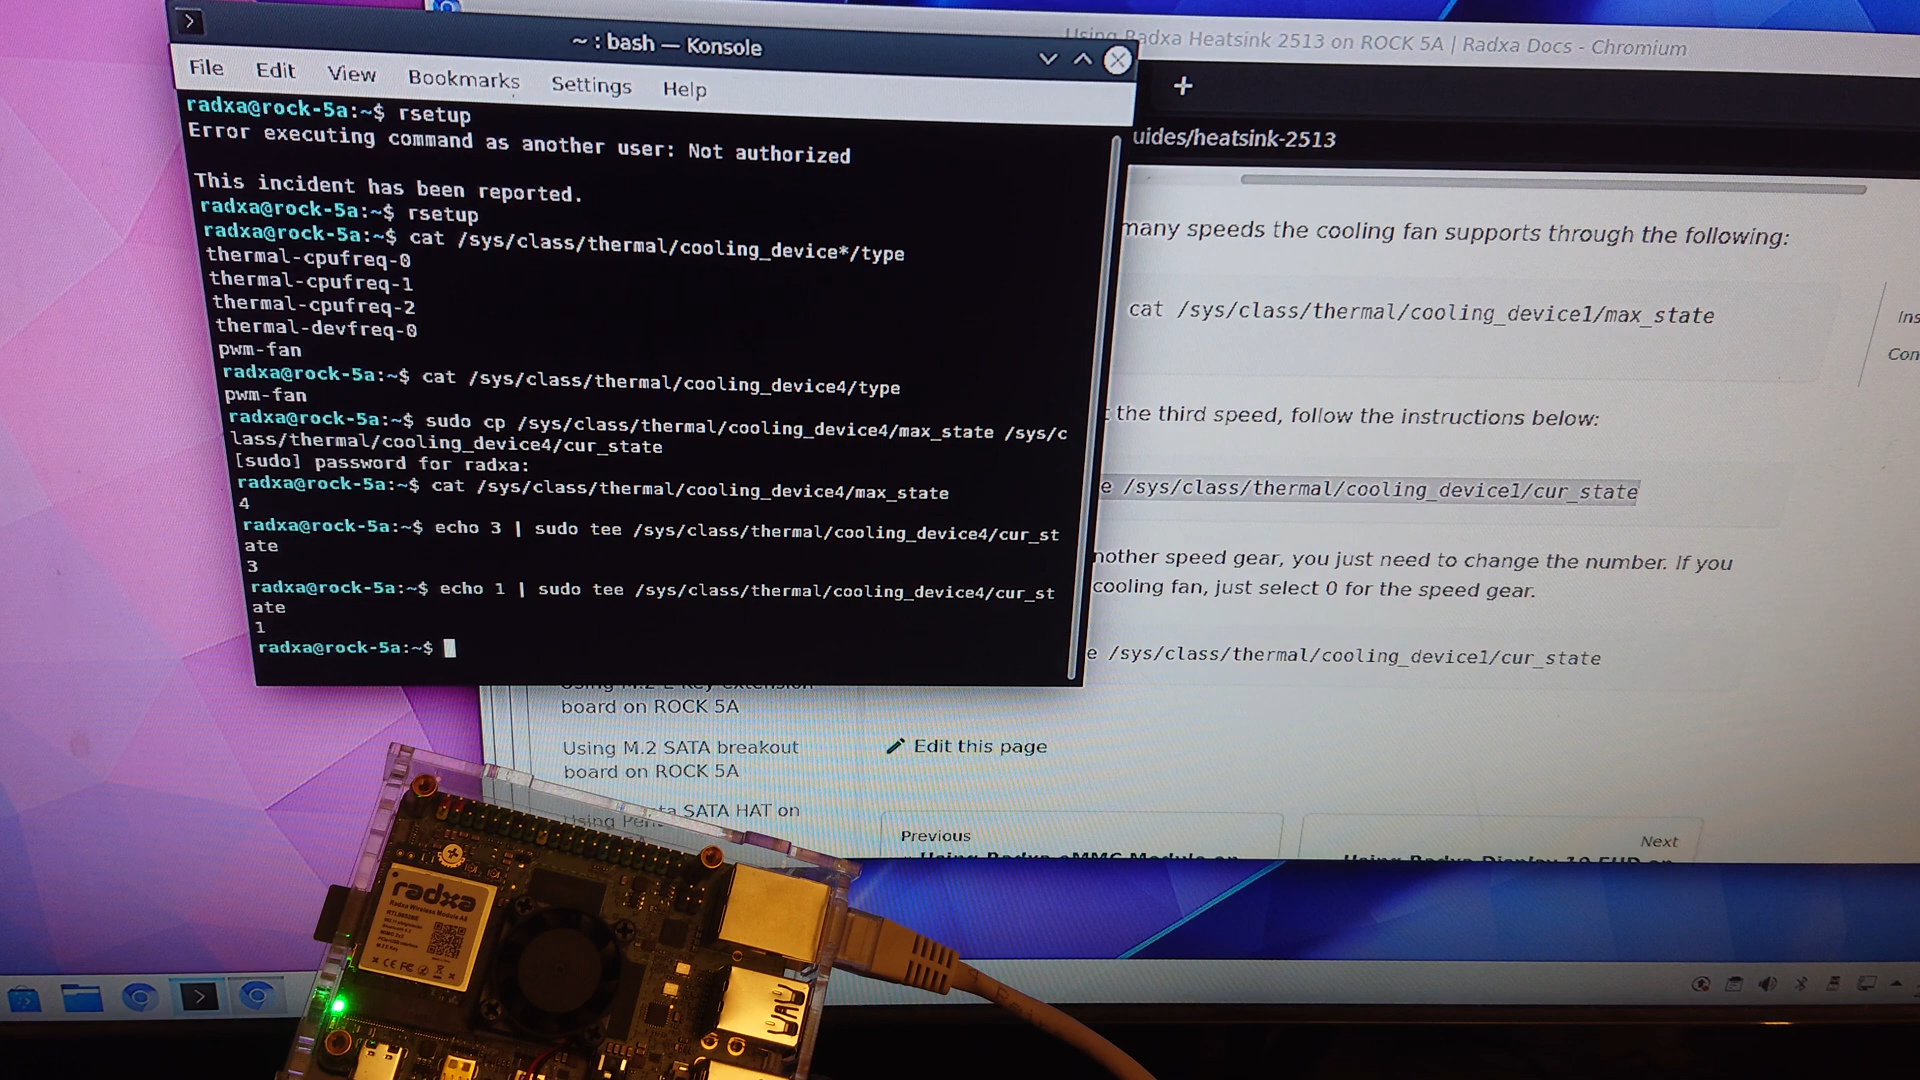 ~ : bash — Konsole
File Edit View Bookmarks Settings Help
radxa@rock-5a:~$ rsetup
Error executing command as another user: Not authorized
This incident has been reported.
radxa@rock-5a:~$ rsetup
radxa@rock-5a:~$ cat /sys/class/thermal/cooling_device*/type
thermal-cpufreq-0
thermal-cpufreq-1
thermal-cpufreq-2
thermal-devfreq-0
pwm-fan
radxa@rock-5a:~$ cat /sys/class/thermal/cooling_device4/type
pwm-fan
radxa@rock-5a:~$ sudo cp /sys/class/thermal/cooling_device4/max_state /sys/c
lass/thermal/cooling_device4/cur_state
[sudo] password for radxa:
radxa@rock-5a:~$ cat /sys/class/thermal/cooling_device4/max_state
4
radxa@rock-5a:~$ echo 3 | sudo tee /sys/class/thermal/cooling_device4/cur_st
ate
3
radxa@rock-5a:~$ echo 1 | sudo tee /sys/class/thermal/cooling_device4/cur_st
ate
1
radxa@rock-5a:~$
Using Radxa Heatsink 2513 on ROCK 5A | Radxa Docs - Chromium
+
uides/heatsink-2513
many speeds the cooling fan supports through the following:
cat /sys/class/thermal/cooling_device1/max_state
Ins
Con
t the third speed, follow the instructions below:
e /sys/class/thermal/cooling_device1/cur_state
nother speed gear, you just need to change the number. If you
cooling fan, just select 0 for the speed gear.
e /sys/class/thermal/cooling_device1/cur_state
Using M.2 E Key extension
board on ROCK 5A
Using M.2 SATA breakout
board on ROCK 5A
SATA HAT on
Using
Edit this page
Previous
Next
radxa
Radxa Wireless Module A8